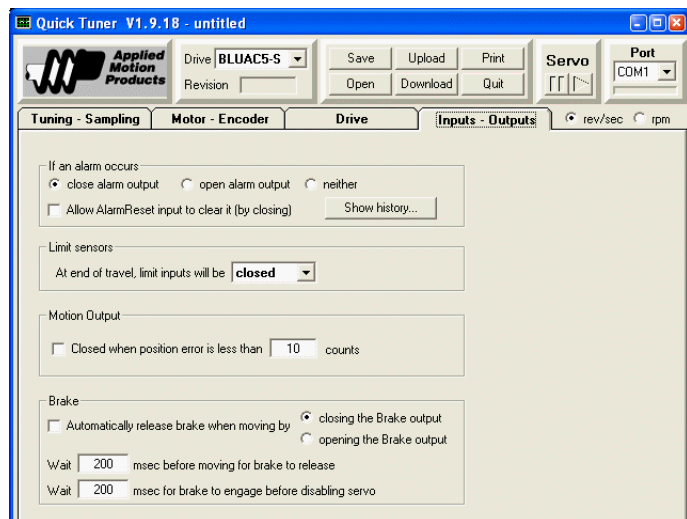 Quick Tuner V1.9.18 - untitled
Applied Motion Products
Drive BLUAC5-S
Revision
Save Upload Print
Open Download Quit
Servo
Port
COM1
Tuning - Sampling Motor - Encoder Drive Inputs - Outputs rev/sec rpm
If an alarm occurs
close alarm output open alarm output neither
Allow AlarmReset input to clear it (by closing) Show history...
Limit sensors
At end of travel, limit inputs will be closed
Motion Output
Closed when position error is less than 10 counts
Brake
Automatically release brake when moving by
closing the Brake output
opening the Brake output
Wait 200 msec before moving for brake to release
Wait 200 msec for brake to engage before disabling servo